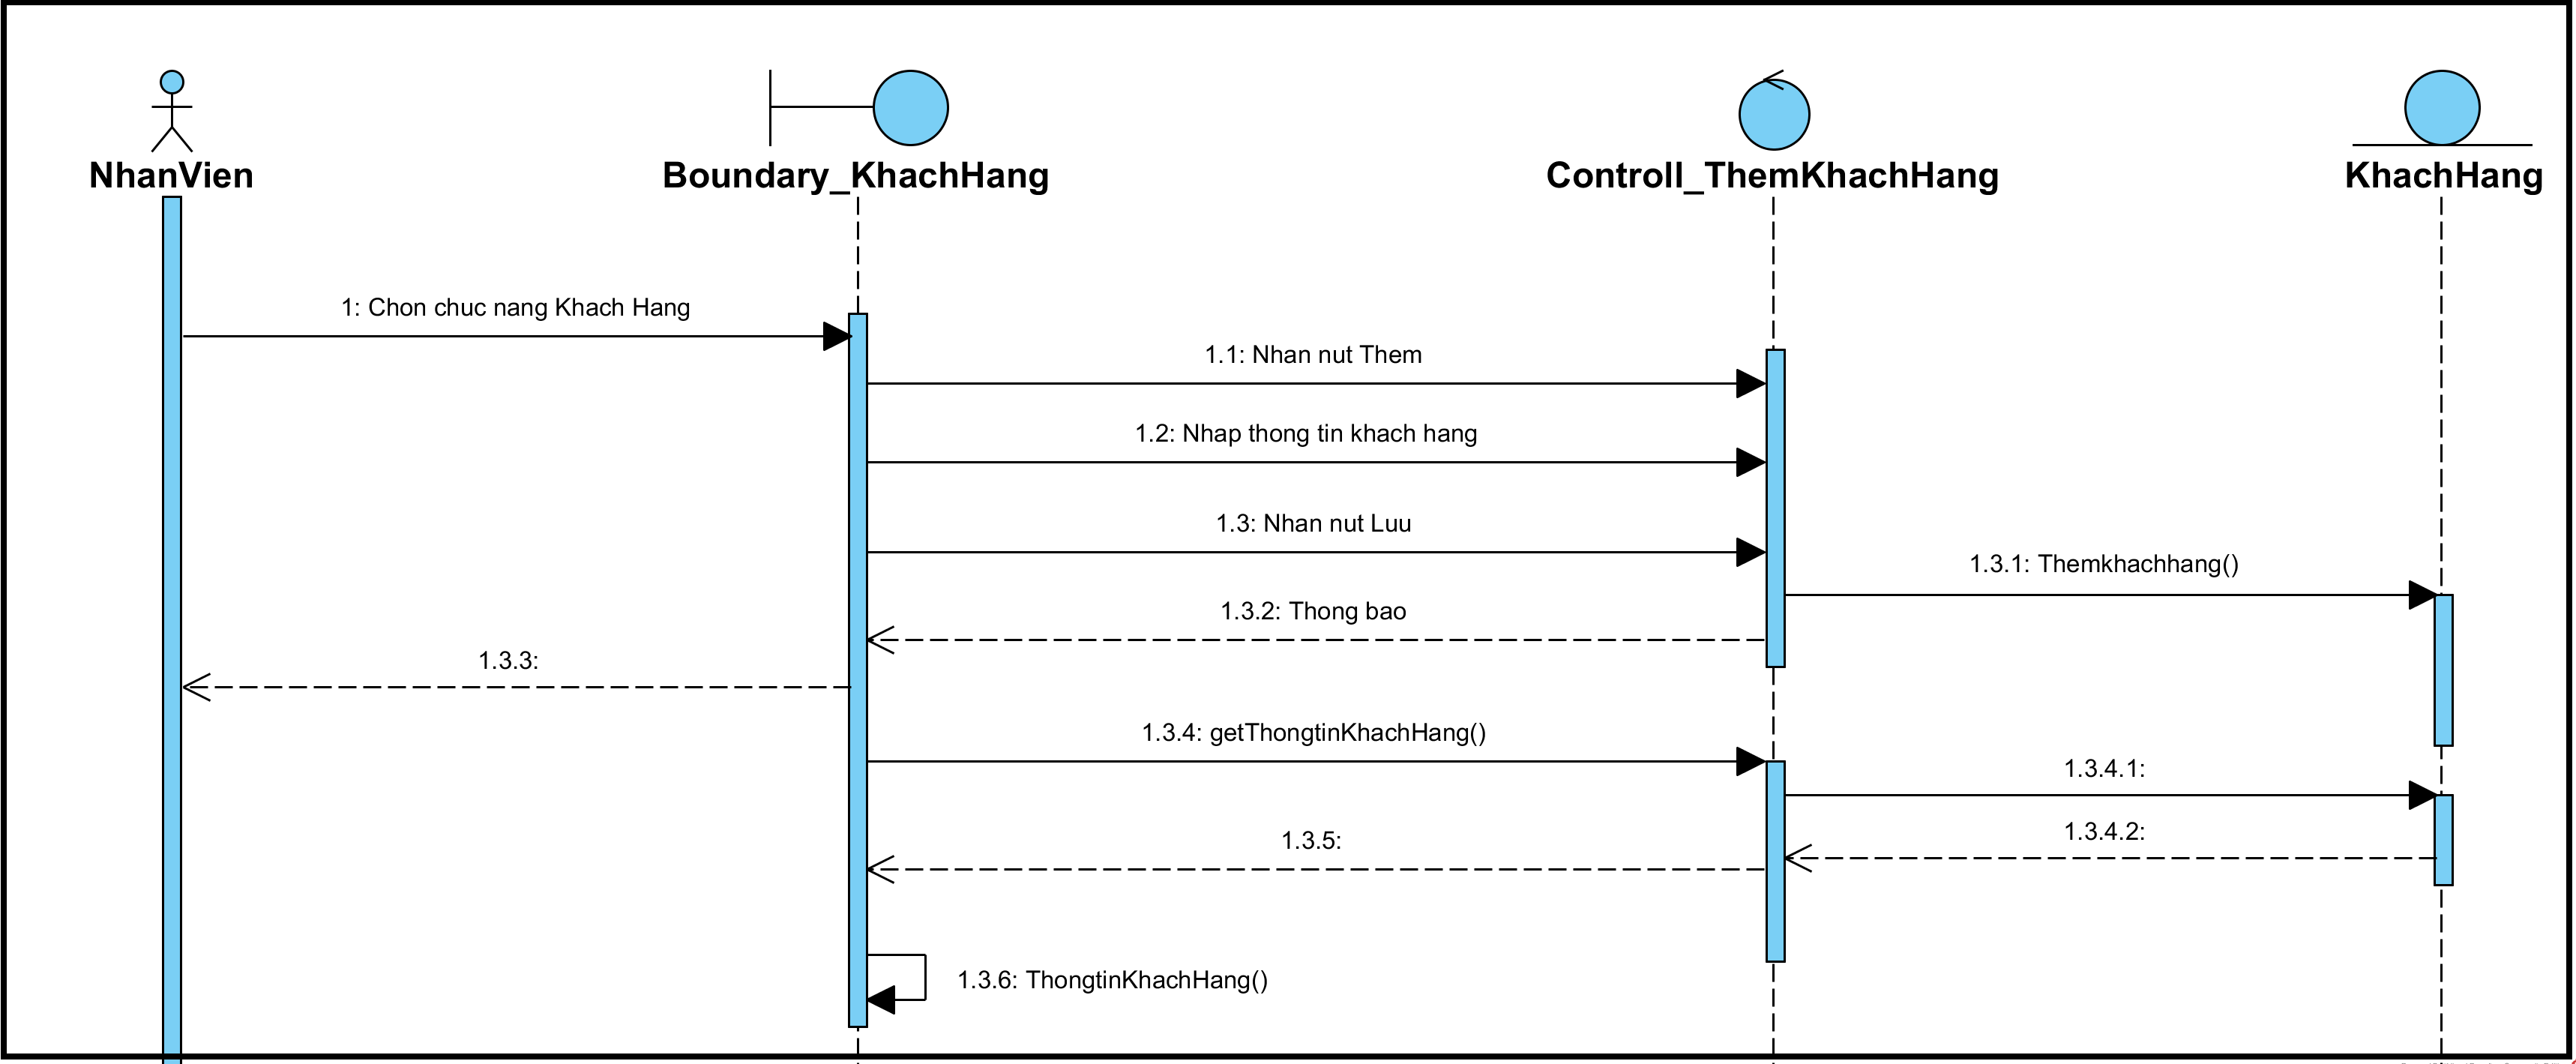 NhanVien
Boundary_KhachHang
Controll_ThemKhachHang
KhachHang
1: Chon chuc nang Khach Hang
1.1: Nhan nut Them
1.2: Nhap thong tin khach hang
1.3: Nhan nut Luu
1.3.1: Themkhachhang()
1.3.2: Thong bao
1.3.3:
1.3.4: getThongtinKhachHang()
1.3.4.1:
1.3.4.2:
1.3.5:
1.3.6: ThongtinKhachHang()